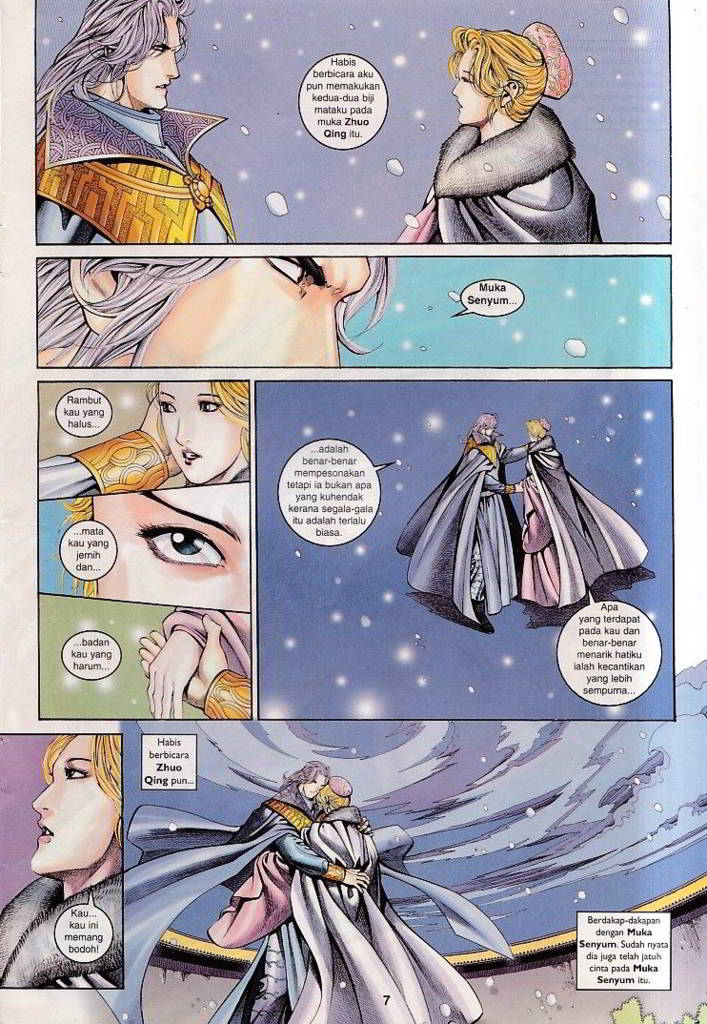 Habis
berbicara aku
pun memakukan
kedua-dua biji
mataku pada
muka Zhuo
Qing itu.
Muka
Senyum...
Rambut
kau yang
halus...
...mata
kau yang
jernih
dan...
...badan
kau yang
harum...
...adalah
benar-benar
mempesonakan
tetapi ia bukan apa
yang kuhendak
kerana segala-gala
itu adalah terlalu
biasa.
Apa
yang terdapat
pada kau dan
benar-benar
menarik hatiku
ialah kecantikan
yang lebih
sempurna...
Habis
berbicara
Zhuo
Qing pun...
Kau...
kau ini
memang
bodoh!
Berdakap-dakapan
dengan Muka
Senyum. Sudah nyata
dia juga telah jatuh
cinta pada Muka
Senyum itu.
7